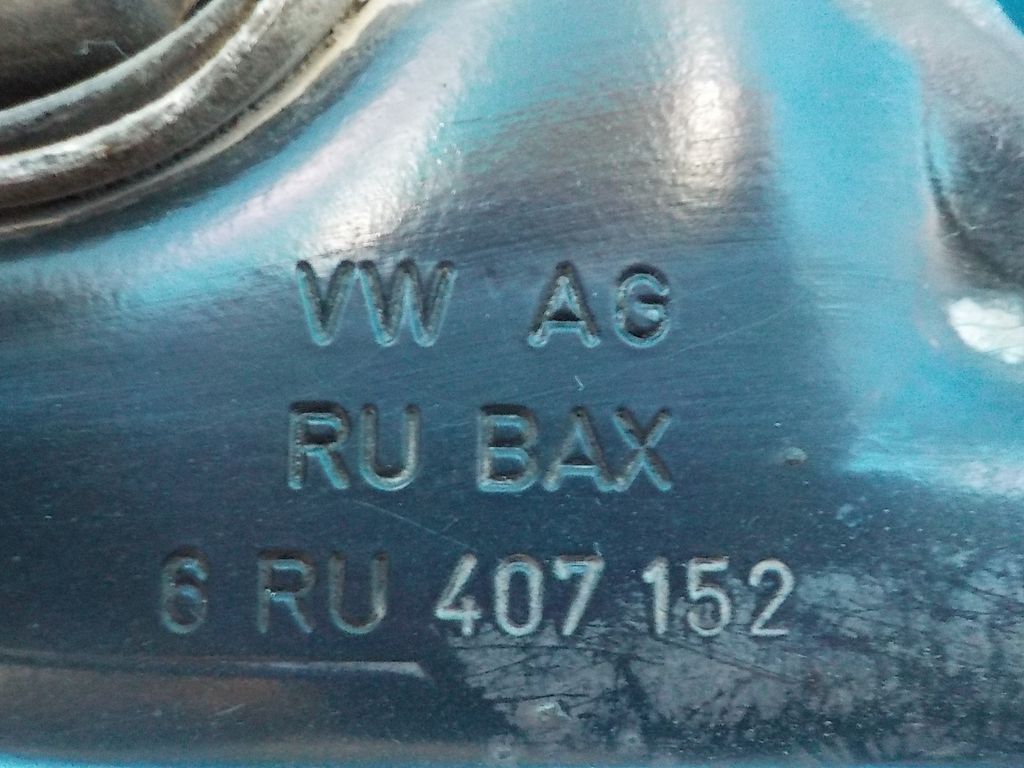 VW AG
RU BAX
6 RU 407 152